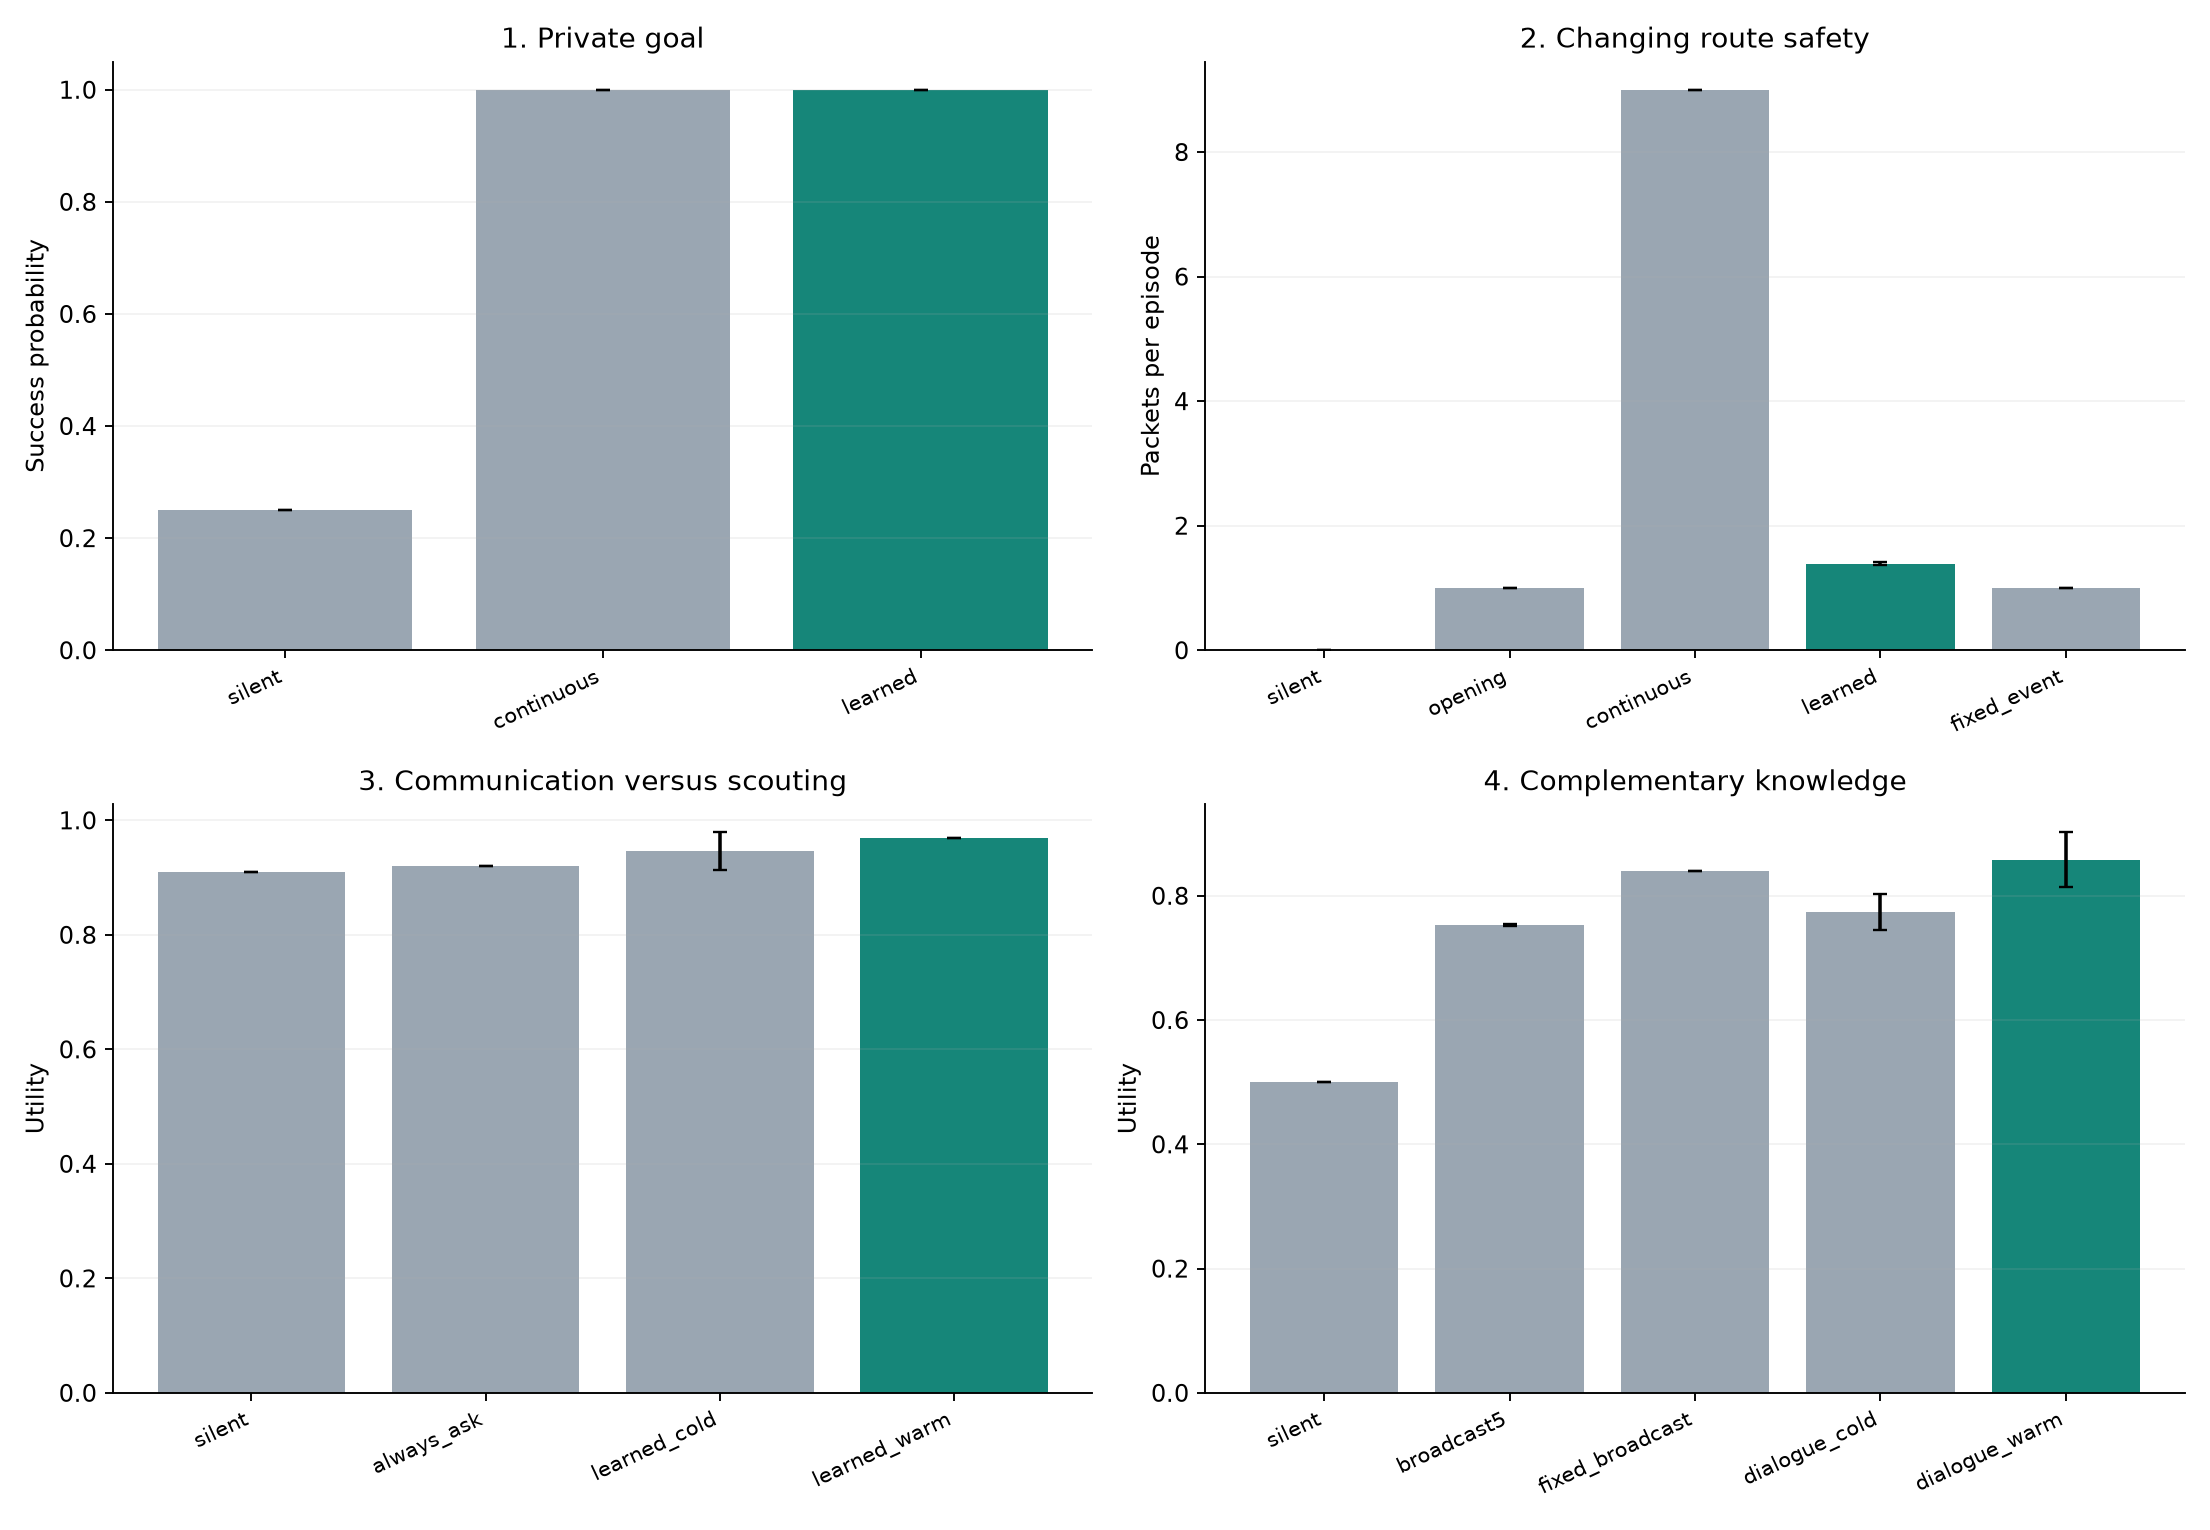 1. Private goal
Success probability
1.0
0.8
0.6
0.4
0.2
0.0
silent
continuous
learned
2. Changing route safety
Packets per episode
8
6
4
2
0
silent
opening
continuous
learned
fixed_event
3. Communication versus scouting
Utility
1.0
0.8
0.6
0.4
0.2
0.0
silent
always_ask
learned_cold
learned_warm
4. Complementary knowledge
Utility
0.8
0.6
0.4
0.2
0.0
silent
broadcast5
fixed_broadcast
dialogue_cold
dialogue_warm